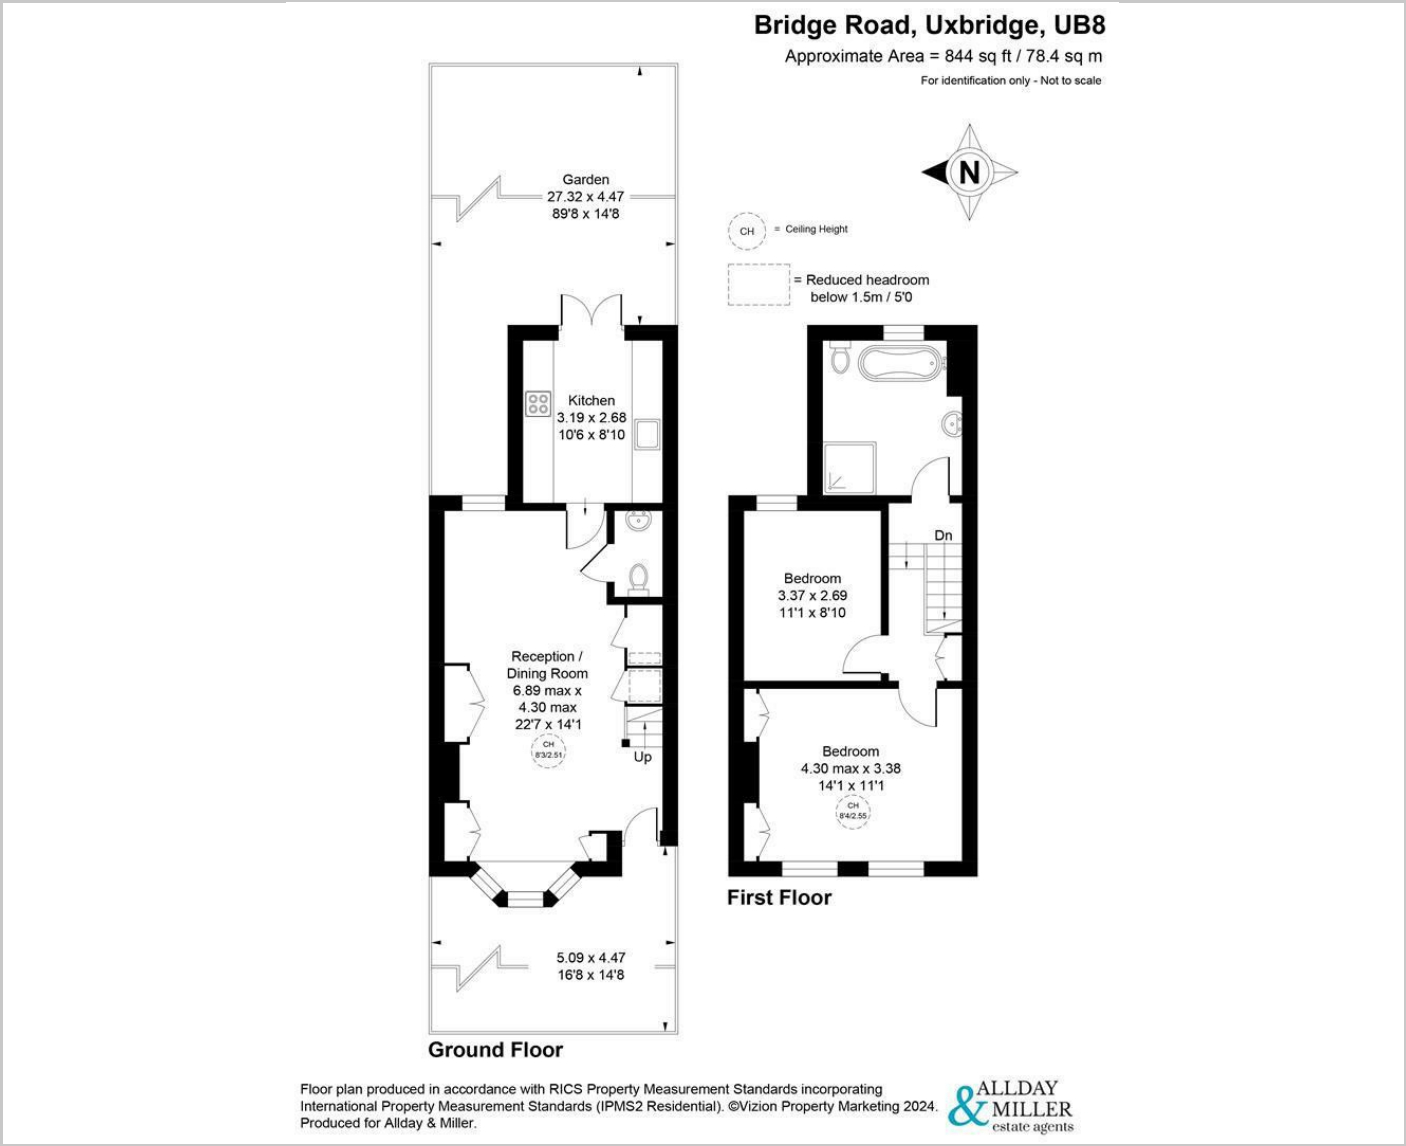 Bridge Road, Uxbridge, UB8
Approximate Area = 844 sq ft / 78.4 sq m
For identification only - Not to scale
N
CH = Ceiling Height
= Reduced headroom
below 1.5m / 5'0
Garden
27.32 x 4.47
89'8 x 14'8
Kitchen
3.19 x 2.68
10'6 x 8'10
Reception /
Dining Room
6.89 max x
4.30 max
22'7 x 14'1
CH
8'3/2.51
Up
5.09 x 4.47
16'8 x 14'8
Ground Floor
Dn
Bedroom
3.37 x 2.69
11'1 x 8'10
Bedroom
4.30 max x 3.38
14'1 x 11'1
CH
8'4/2.55
First Floor
Floor plan produced in accordance with RICS Property Measurement Standards incorporating
International Property Measurement Standards (IPMS2 Residential). ©Vizion Property Marketing 2024.
Produced for Allday & Miller.
ALLDAY
& MILLER
estate agents